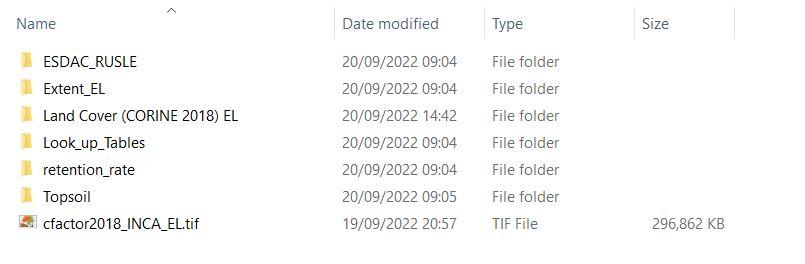 Name Date modified Type Size
ESDAC_RUSLE 20/09/2022 09:04 File folder
Extent_EL 20/09/2022 09:04 File folder
Land Cover (CORINE 2018) EL 20/09/2022 14:42 File folder
Look_up_Tables 20/09/2022 09:04 File folder
retention_rate 20/09/2022 09:04 File folder
Topsoil 20/09/2022 09:05 File folder
cfactor2018_INCA_EL.tif 19/09/2022 20:57 TIF File 296,862 KB